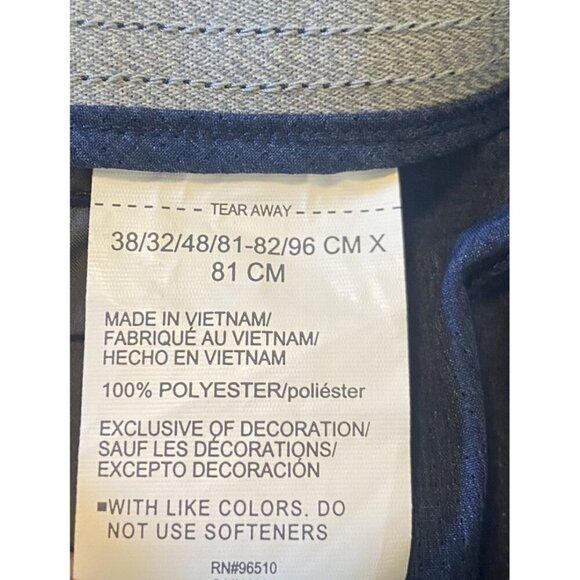 TEAR AWAY
38/32/48/81-82/96 CM X
81 CM
MADE IN VIETNAM/
FABRIQUÉ AU VIETNAM/
HECHO EN VIETNAM
100% POLYESTER/poliéster
EXCLUSIVE OF DECORATION/
SAUF LES DÉCORATIONS/
EXCEPTO DECORACIÓN
■WITH LIKE COLORS. DO
NOT USE SOFTENERS
RN#96510